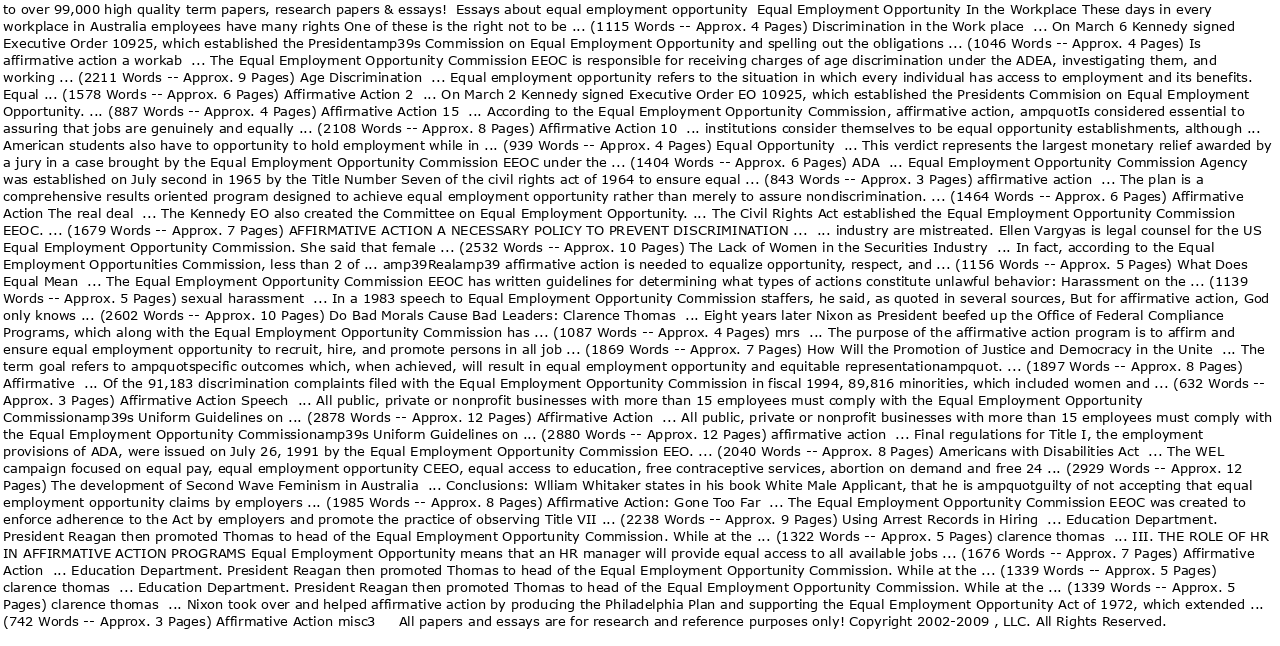 to over 99,000 high quality term papers, research papers & essays!  Essays about equal employment opportunity  Equal Employment Opportunity In the Workplace These days in every
workplace in Australia employees have many rights One of these is the right not to be ... (1115 Words -- Approx. 4 Pages) Discrimination in the Work place  ... On March 6 Kennedy signed
Executive Order 10925, which established the Presidentamp39s Commission on Equal Employment Opportunity and spelling out the obligations ... (1046 Words -- Approx. 4 Pages) Is
affirmative action a workab  ... The Equal Employment Opportunity Commission EEOC is responsible for receiving charges of age discrimination under the ADEA, investigating them, and
working ... (2211 Words -- Approx. 9 Pages) Age Discrimination  ... Equal employment opportunity refers to the situation in which every individual has access to employment and its benefits.
Equal ... (1578 Words -- Approx. 6 Pages) Affirmative Action 2  ... On March 2 Kennedy signed Executive Order EO 10925, which established the Presidents Commision on Equal Employment
Opportunity. ... (887 Words -- Approx. 4 Pages) Affirmative Action 15  ... According to the Equal Employment Opportunity Commission, affirmative action, ampquotIs considered essential to
assuring that jobs are genuinely and equally ... (2108 Words -- Approx. 8 Pages) Affirmative Action 10  ... institutions consider themselves to be equal opportunity establishments, although ...
American students also have to opportunity to hold employment while in ... (939 Words -- Approx. 4 Pages) Equal Opportunity  ... This verdict represents the largest monetary relief awarded by
a jury in a case brought by the Equal Employment Opportunity Commission EEOC under the ... (1404 Words -- Approx. 6 Pages) ADA  ... Equal Employment Opportunity Commission Agency
was established on July second in 1965 by the Title Number Seven of the civil rights act of 1964 to ensure equal ... (843 Words -- Approx. 3 Pages) affirmative action  ... The plan is a
comprehensive results oriented program designed to achieve equal employment opportunity rather than merely to assure nondiscrimination. ... (1464 Words -- Approx. 6 Pages) Affirmative
Action The real deal  ... The Kennedy EO also created the Committee on Equal Employment Opportunity. ... The Civil Rights Act established the Equal Employment Opportunity Commission
EEOC. ... (1679 Words -- Approx. 7 Pages) AFFIRMATIVE ACTION A NECESSARY POLICY TO PREVENT DISCRIMINATION ...  ... industry are mistreated. Ellen Vargyas is legal counsel for the US
Equal Employment Opportunity Commission. She said that female ... (2532 Words -- Approx. 10 Pages) The Lack of Women in the Securities Industry  ... In fact, according to the Equal
Employment Opportunities Commission, less than 2 of ... amp39Realamp39 affirmative action is needed to equalize opportunity, respect, and ... (1156 Words -- Approx. 5 Pages) What Does
Equal Mean  ... The Equal Employment Opportunity Commission EEOC has written guidelines for determining what types of actions constitute unlawful behavior: Harassment on the ... (1139
Words -- Approx. 5 Pages) sexual harassment  ... In a 1983 speech to Equal Employment Opportunity Commission staffers, he said, as quoted in several sources, But for affirmative action, God
only knows ... (2602 Words -- Approx. 10 Pages) Do Bad Morals Cause Bad Leaders: Clarence Thomas  ... Eight years later Nixon as President beefed up the Office of Federal Compliance
Programs, which along with the Equal Employment Opportunity Commission has ... (1087 Words -- Approx. 4 Pages) mrs  ... The purpose of the affirmative action program is to affirm and
ensure equal employment opportunity to recruit, hire, and promote persons in all job ... (1869 Words -- Approx. 7 Pages) How Will the Promotion of Justice and Democracy in the Unite  ... The
term goal refers to ampquotspecific outcomes which, when achieved, will result in equal employment opportunity and equitable representationampquot. ... (1897 Words -- Approx. 8 Pages)
Affirmative  ... Of the 91,183 discrimination complaints filed with the Equal Employment Opportunity Commission in fiscal 1994, 89,816 minorities, which included women and ... (632 Words --
Approx. 3 Pages) Affirmative Action Speech  ... All public, private or nonprofit businesses with more than 15 employees must comply with the Equal Employment Opportunity
Commissionamp39s Uniform Guidelines on ... (2878 Words -- Approx. 12 Pages) Affirmative Action  ... All public, private or nonprofit businesses with more than 15 employees must comply with
the Equal Employment Opportunity Commissionamp39s Uniform Guidelines on ... (2880 Words -- Approx. 12 Pages) affirmative action  ... Final regulations for Title I, the employment
provisions of ADA, were issued on July 26, 1991 by the Equal Employment Opportunity Commission EEO. ... (2040 Words -- Approx. 8 Pages) Americans with Disabilities Act  ... The WEL
campaign focused on equal pay, equal employment opportunity CEEO, equal access to education, free contraceptive services, abortion on demand and free 24 ... (2929 Words -- Approx. 12
Pages) The development of Second Wave Feminism in Australia  ... Conclusions: Wlliam Whitaker states in his book White Male Applicant, that he is ampquotguilty of not accepting that equal
employment opportunity claims by employers ... (1985 Words -- Approx. 8 Pages) Affirmative Action: Gone Too Far  ... The Equal Employment Opportunity Commission EEOC was created to
enforce adherence to the Act by employers and promote the practice of observing Title VII ... (2238 Words -- Approx. 9 Pages) Using Arrest Records in Hiring  ... Education Department.
President Reagan then promoted Thomas to head of the Equal Employment Opportunity Commission. While at the ... (1322 Words -- Approx. 5 Pages) clarence thomas  ... III. THE ROLE OF HR
IN AFFIRMATIVE ACTION PROGRAMS Equal Employment Opportunity means that an HR manager will provide equal access to all available jobs ... (1676 Words -- Approx. 7 Pages) Affirmative
Action  ... Education Department. President Reagan then promoted Thomas to head of the Equal Employment Opportunity Commission. While at the ... (1339 Words -- Approx. 5 Pages)
clarence thomas  ... Education Department. President Reagan then promoted Thomas to head of the Equal Employment Opportunity Commission. While at the ... (1339 Words -- Approx. 5
Pages) clarence thomas  ... Nixon took over and helped affirmative action by producing the Philadelphia Plan and supporting the Equal Employment Opportunity Act of 1972, which extended ...
(742 Words -- Approx. 3 Pages) Affirmative Action misc3     All papers and essays are for research and reference purposes only! Copyright 2002-2009 , LLC. All Rights Reserved.